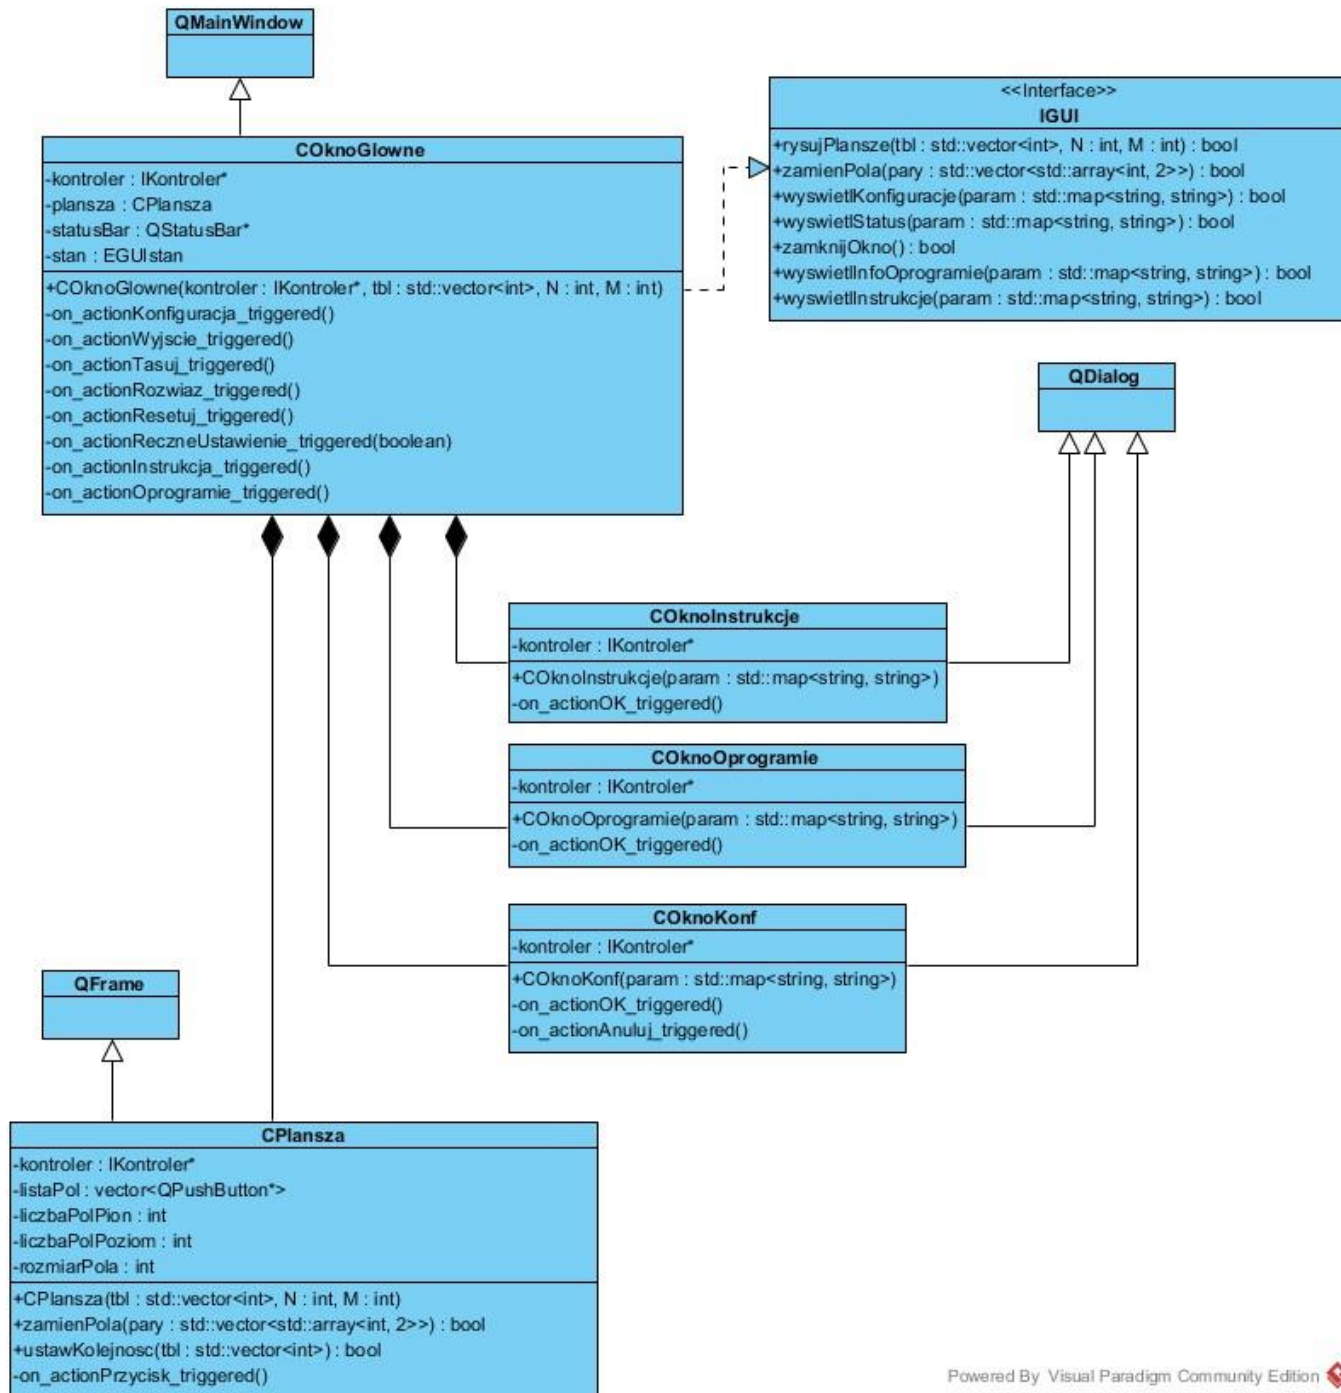 QMainWindow
COknoGlowne
-kontroler : IKontroler*
-plansza : CPlansza
-statusBar : QStatusBar*
-stan : EGUIstan
+COknoGlowne(kontroler : IKontroler*, tbl : std::vector<int>, N : int, M : int)
-on_actionKonfiguracja_triggered()
-on_actionWyjscie_triggered()
-on_actionTasuj_triggered()
-on_actionRozwiaz_triggered()
-on_actionResetuj_triggered()
-on_actionReczneUstawienie_triggered(boolean)
-on_actionInstrukcja_triggered()
-on_actionOprogramie_triggered()
<<Interface>>
IGUI
+rysujPlansze(tbl : std::vector<int>, N : int, M : int) : bool
+zamienPola(pary : std::vector<std::array<int, 2>>) : bool
+wyswietlKonfiguracje(param : std::map<string, string>) : bool
+wyswietlStatus(param : std::map<string, string>) : bool
+zamknijOkno() : bool
+wyswietlInfoOprogramie(param : std::map<string, string>) : bool
+wyswietlInstrukcje(param : std::map<string, string>) : bool
QDialog
COknoInstrukcje
-kontroler : IKontroler*
+COknoInstrukcje(param : std::map<string, string>)
-on_actionOK_triggered()
COknoOprogramie
-kontroler : IKontroler*
+COknoOprogramie(param : std::map<string, string>)
-on_actionOK_triggered()
COknoKonf
-kontroler : IKontroler*
+COknoKonf(param : std::map<string, string>)
-on_actionOK_triggered()
-on_actionAnuluj_triggered()
QFrame
CPlansza
-kontroler : IKontroler*
-listaPol : vector<QPushButton*>
-liczbaPolPion : int
-liczbaPolPoziom : int
-rozmiarPola : int
+CPlansza(tbl : std::vector<int>, N : int, M : int)
+zamienPola(pary : std::vector<std::array<int, 2>>) : bool
+ustawKolejnosc(tbl : std::vector<int>) : bool
-on_actionPrzycisk_triggered()
Powered By Visual Paradigm Community Edition